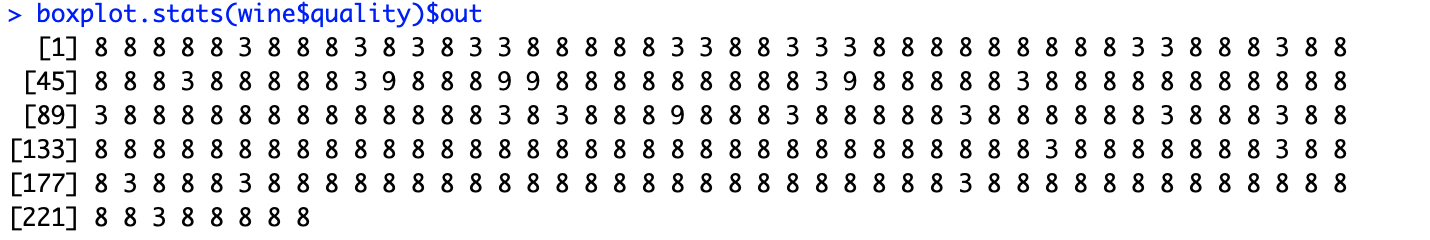 > boxplot.stats(wine$quality)$out
[1] 8 8 8 8 8 3 8 8 8 3 8 3 8 3 3 8 8 8 8 8 3 3 8 8 3 3 3 8 8 8 8 8 8 8 8 8 3 3 8 8 8 3 8 8
[45] 8 8 8 3 8 8 8 8 8 3 9 8 8 8 9 9 8 8 8 8 8 8 8 8 8 3 9 8 8 8 8 8 3 8 8 8 8 8 8 8 8 8 8 8
[89] 3 8 8 8 8 8 8 8 8 8 8 8 8 8 3 8 3 8 8 8 9 8 8 8 3 8 8 8 8 8 3 8 8 8 8 8 8 3 8 8 8 3 8 8
[133] 8 8 8 8 8 8 8 8 8 8 8 8 8 8 8 8 8 8 8 8 8 8 8 8 8 8 8 8 8 8 8 8 8 3 8 8 8 8 8 8 8 3 8 8
[177] 8 3 8 8 8 3 8 8 8 8 8 8 8 8 8 8 8 8 8 8 8 8 8 8 8 8 8 8 8 8 3 8 8 8 8 8 8 8 8 8 8 8 8 8
[221] 8 8 3 8 8 8 8 8